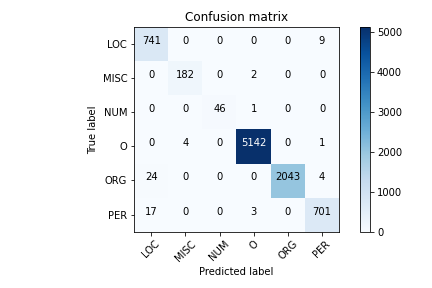 Confusion matrix
True label
LOC 741 0 0 0 0 9
MISC 0 182 0 2 0 0
NUM 0 0 46 1 0 0
O 0 4 0 5142 0 1
ORG 24 0 0 0 2043 4
PER 17 0 0 3 0 701
LOC MISC NUM O ORG PER
Predicted label
5000
4000
3000
2000
1000
0